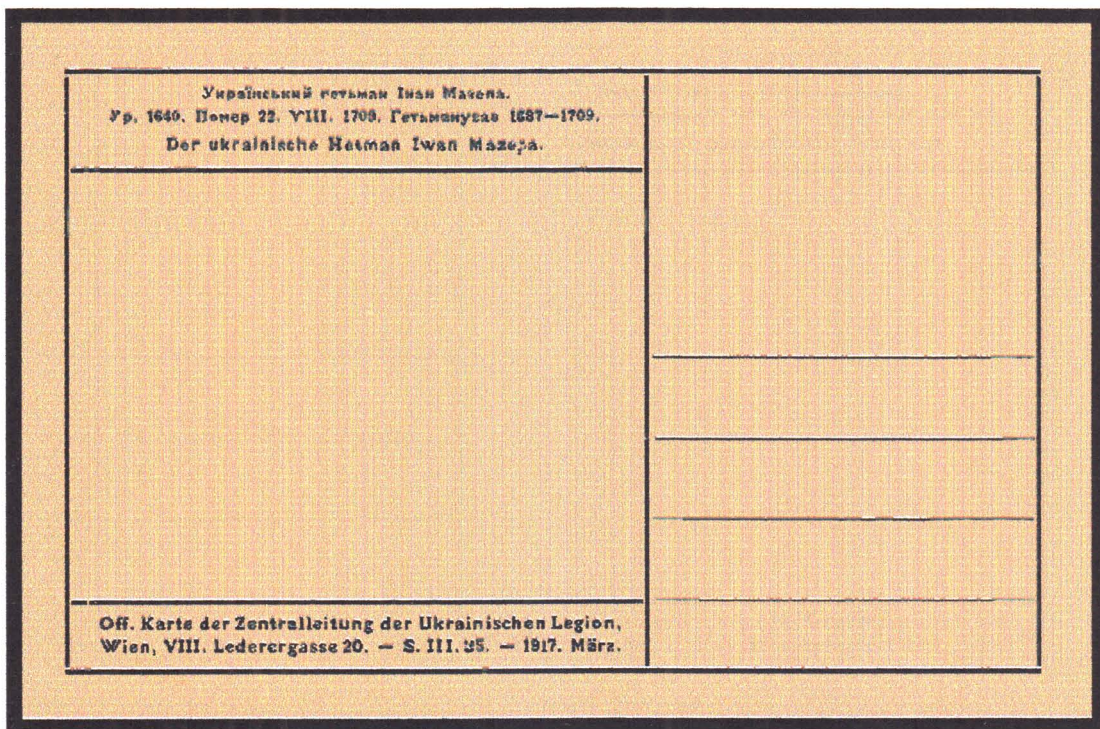 Український гетьман Іван Мазепа.
Ур. 1640. Помер 22. VIII. 1709. Гетьманував 1687—1709.
Der ukrainische Hetman Iwan Mazepa.
Off. Karte der Zentralleitung der Ukrainischen Legion,
Wien, VIII. Lederergasse 20. — S. III. 25. — 1917. März.